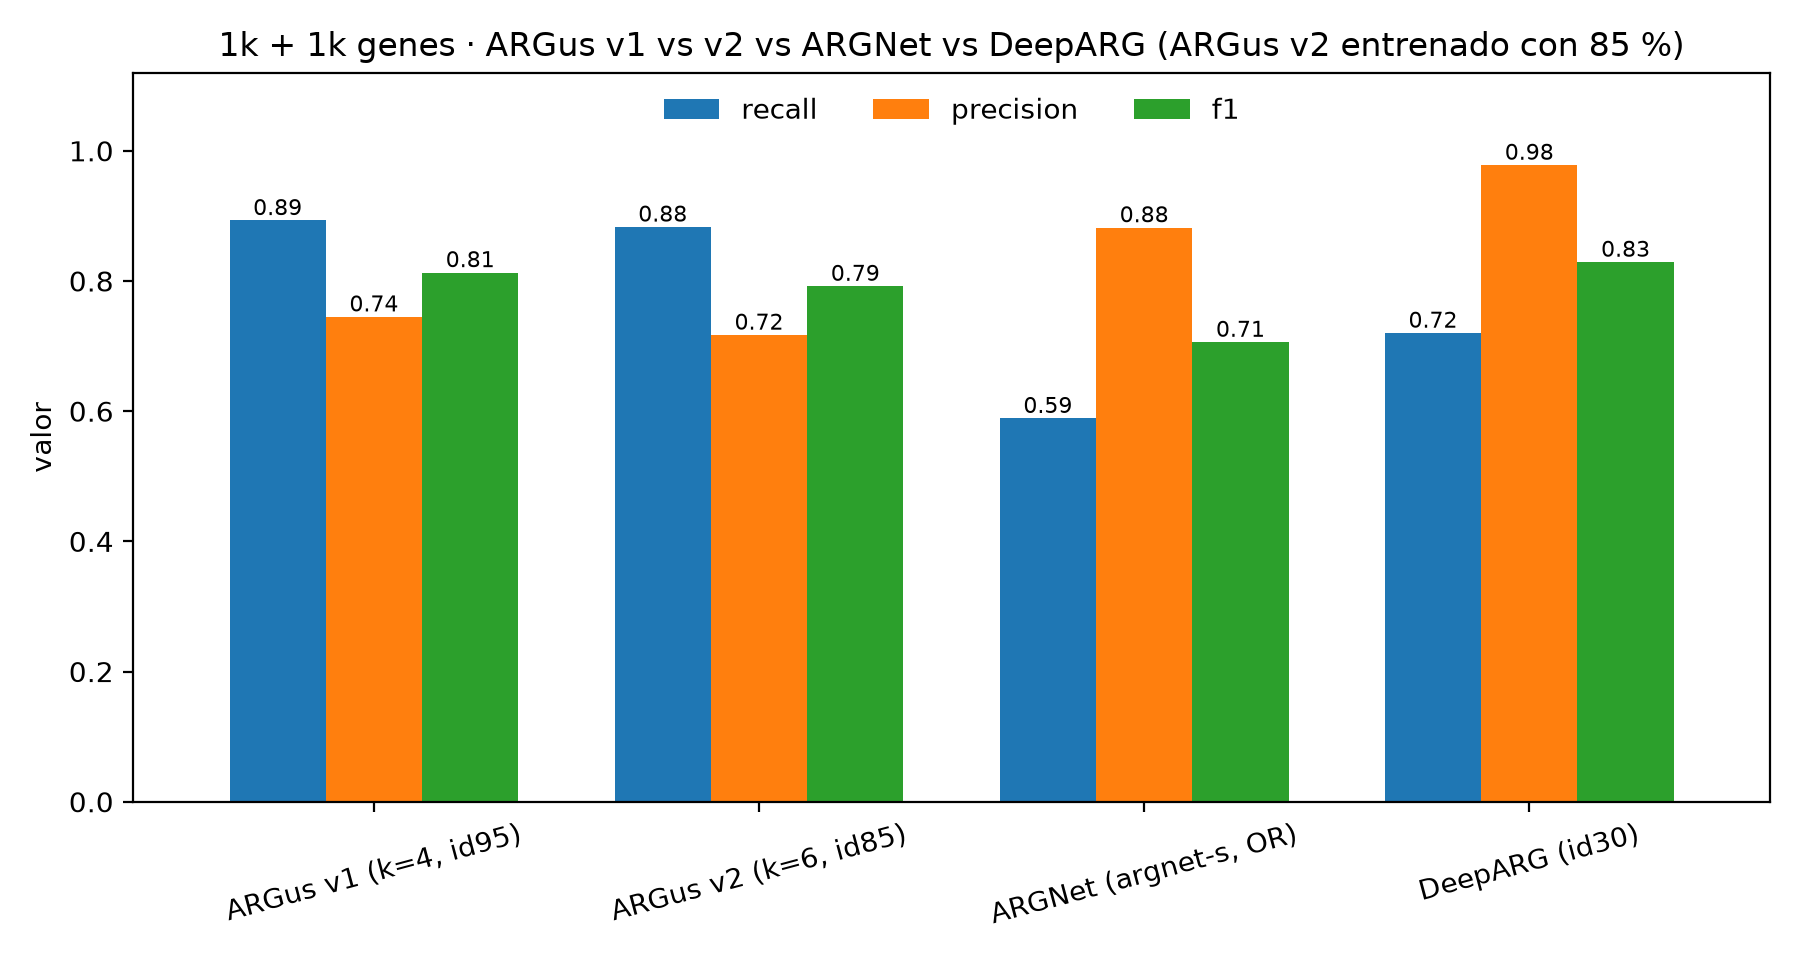 1k + 1k genes · ARGus v1 vs v2 vs ARGNet vs DeepARG (ARGus v2 entrenado con 85 %)
recall precision f1
valor
1.0
0.8
0.6
0.4
0.2
0.0
0.89 0.74 0.81
0.88 0.72 0.79
0.59 0.88 0.71
0.72 0.98 0.83
ARGus v1 (k=4, id95)
ARGus v2 (k=6, id85)
ARGNet (argnet-s, OR)
DeepARG (id30)